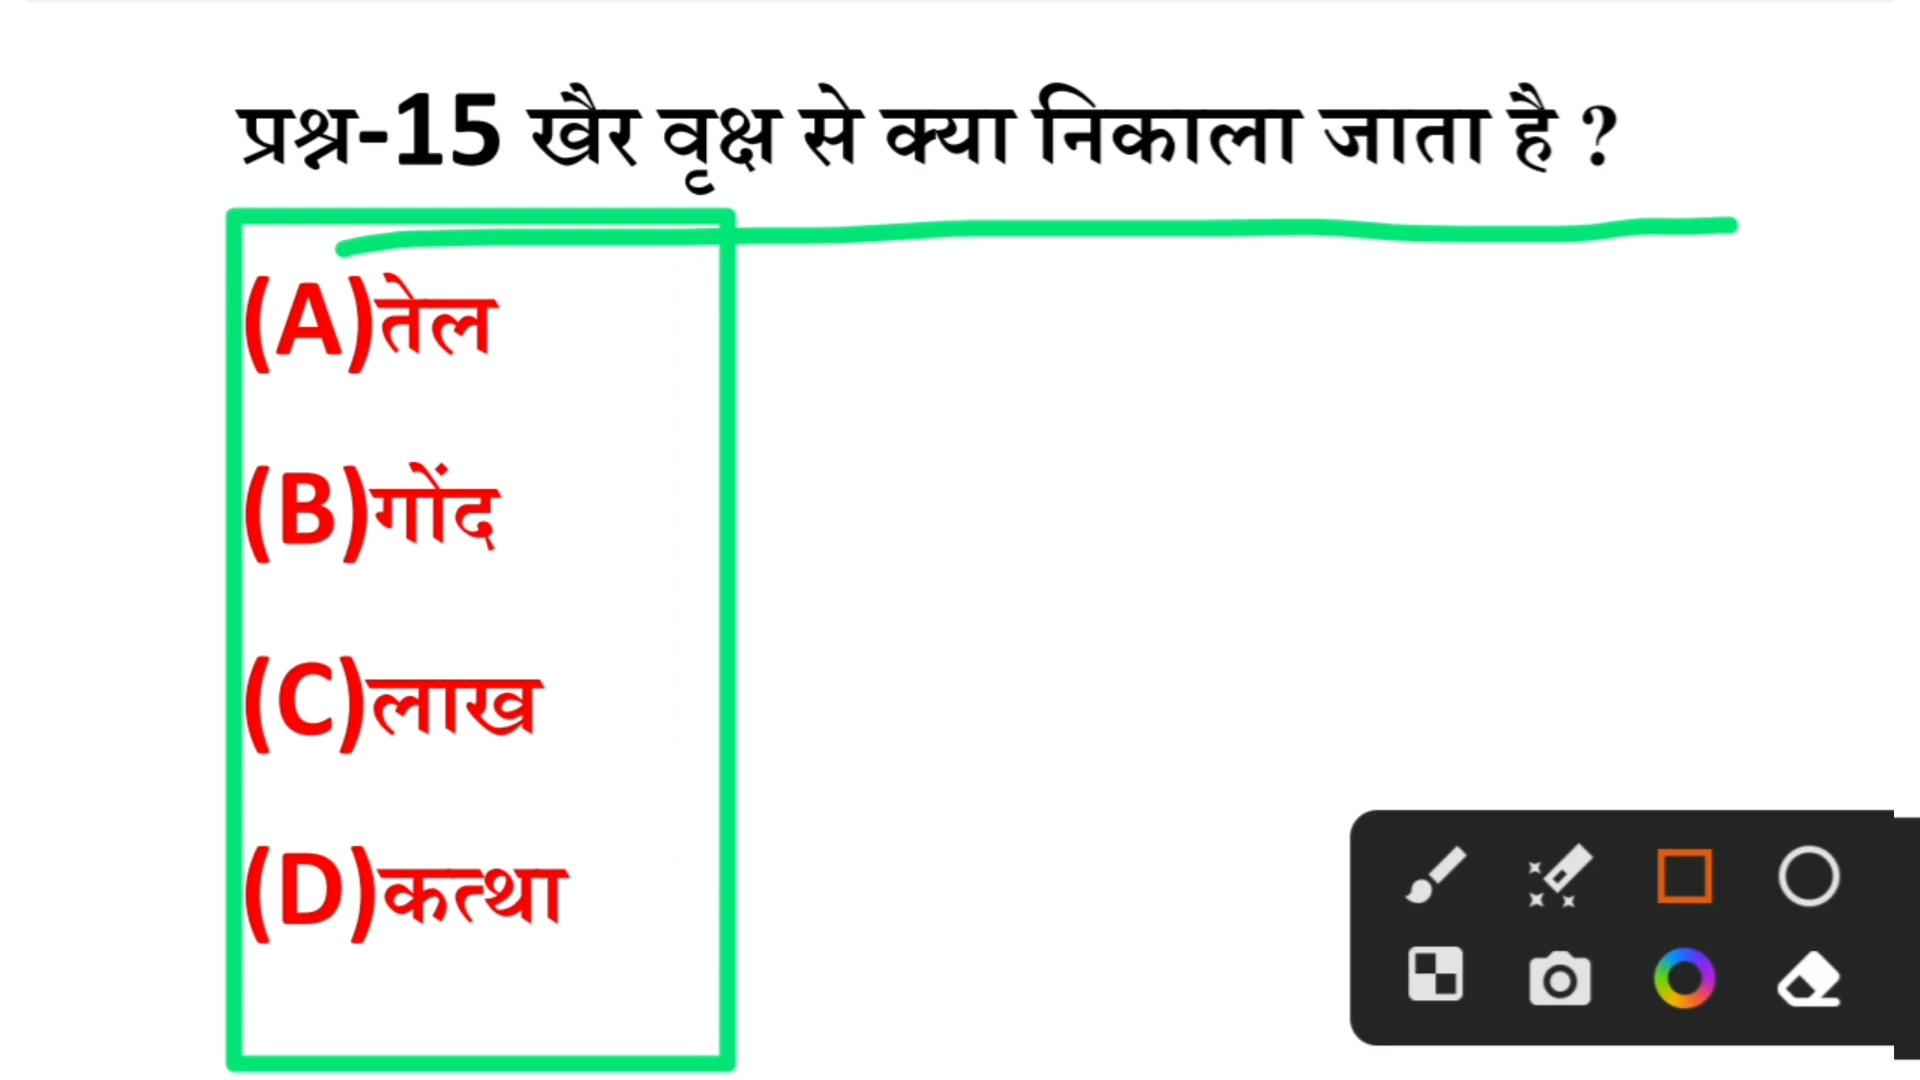 प्रश्न-15 खैर वृक्ष से क्या निकाला जाता है ?
(A)तेल
(B)गोंद
(C)लाख
(D)कत्था